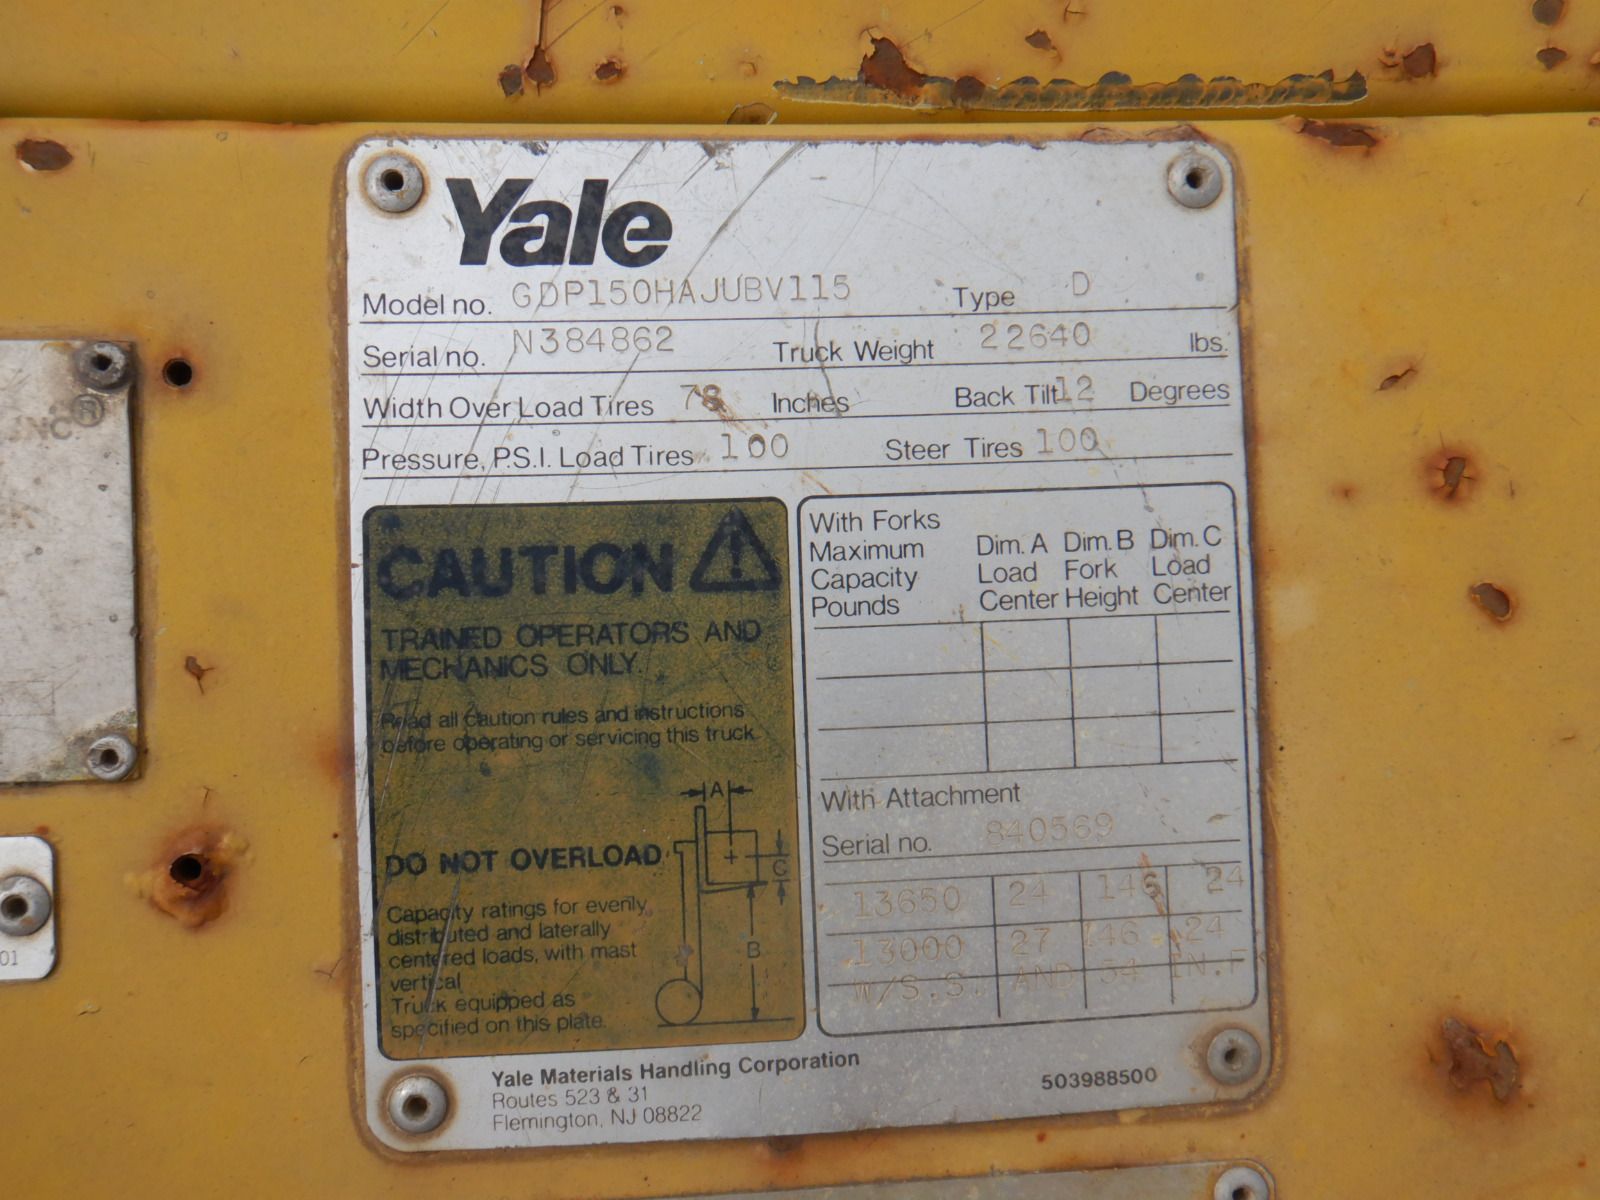 Yale
Model no. GDP150HAJUBV115 Type D
Serial no. N384862 Truck Weight 22640 lbs.
Width Over Load Tires 78 Inches Back Tilt 12 Degrees
Pressure, P.S.I. Load Tires 100 Steer Tires 100
CAUTION
TRAINED OPERATORS AND
MECHANICS ONLY.
Read all caution rules and instructions
before operating or servicing this truck
A
C
B
DO NOT OVERLOAD
Capacity ratings for evenly
distributed and laterally
centered loads, with mast
vertical
Truck equipped as
specified on this plate.
With Forks
Maximum
Capacity
Pounds
Dim. A
Load
Center
Dim. B
Fork
Height
Dim. C
Load
Center
With Attachment
Serial no. 840569
13650 24 146 24
13000 27 146 24
W/S.S. AND 54 IN.F
Yale Materials Handling Corporation
Routes 523 & 31
Flemington, NJ 08822
503988500
INC®
01